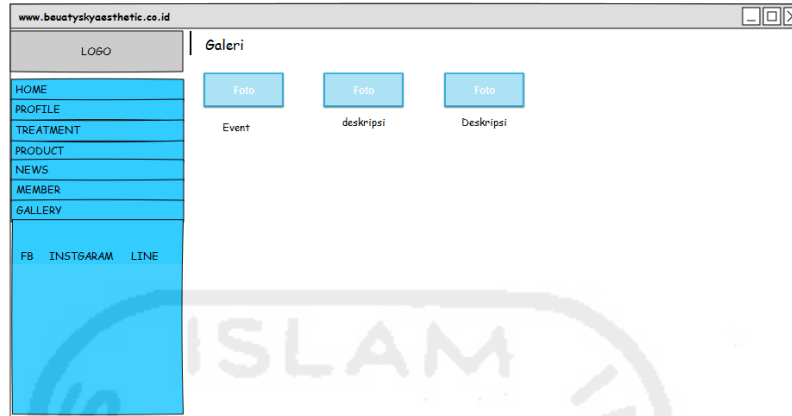 www.beuatyskyaesthetic.co.id
LOGO
Galeri
HOME
PROFILE
TREATMENT
PRODUCT
NEWS
MEMBER
GALLERY
FB INSTGARAM LINE
Foto Foto Foto
Event deskripsi Deskripsi
ISLAM